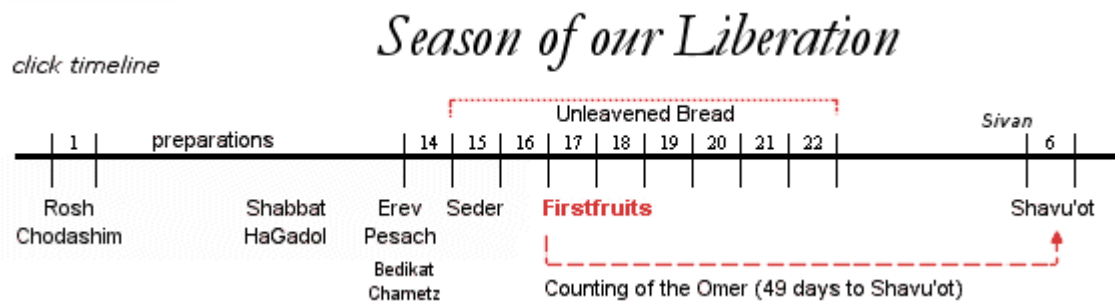 Season of our Liberation
click timeline
Unleavened Bread
Sivan
1 preparations 14 15 16 17 18 19 20 21 22 6
Rosh Chodashim
Shabbat HaGadol
Erev Pesach
Seder
Firstfruits
Shavu'ot
Bedikat Chametz
Counting of the Omer (49 days to Shavu'ot)